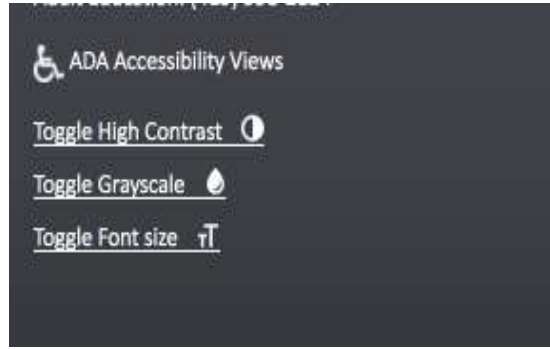 ADA Accessibility Views
Toggle High Contrast
Toggle Grayscale
Toggle Font size